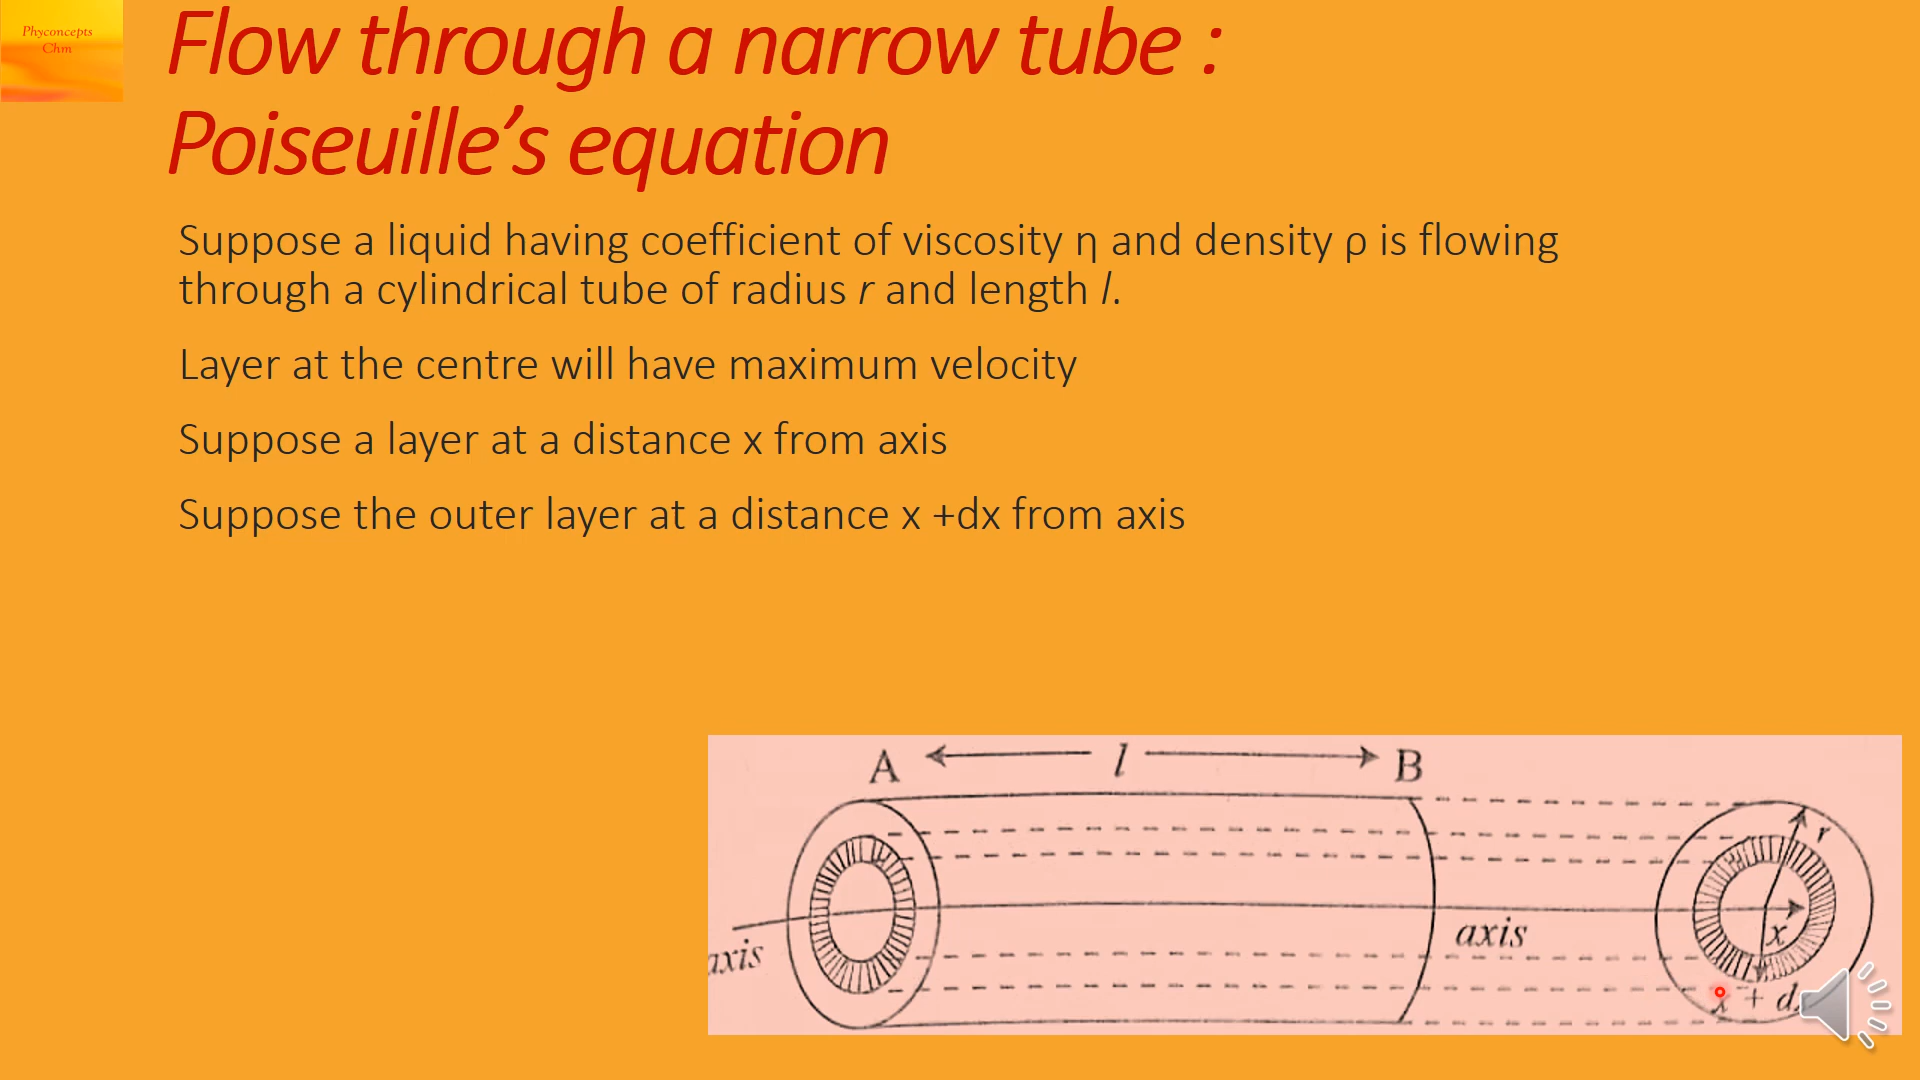 Phyconcepts
Chm
Flow through a narrow tube :
Poiseuille’s equation
Suppose a liquid having coefficient of viscosity η and density ρ is flowing
through a cylindrical tube of radius r and length l.
Layer at the centre will have maximum velocity
Suppose a layer at a distance x from axis
Suppose the outer layer at a distance x +dx from axis
A l B
r
axis
x
axis